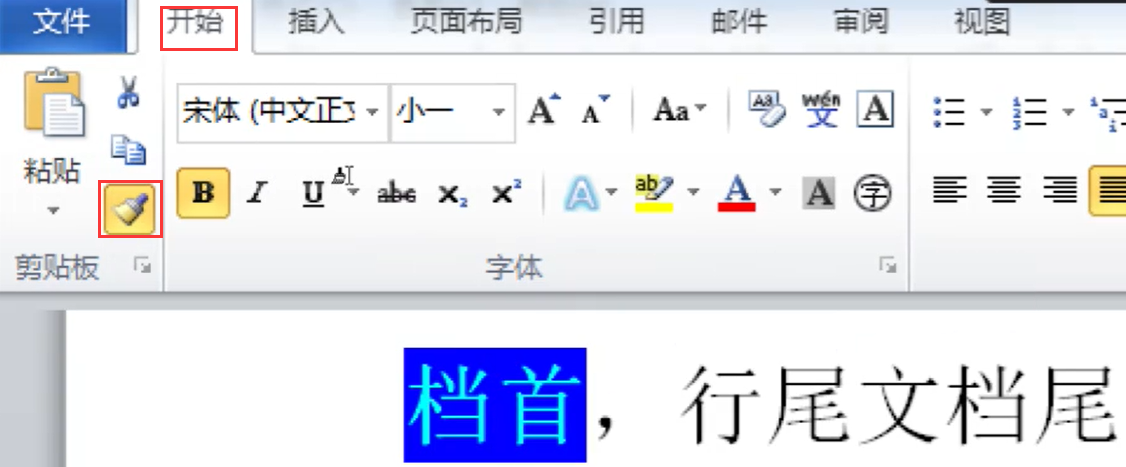 文件 开始 插入 页面布局 引用 邮件 审阅 视图
宋体 (中文正文 小一 A A Aa Aa wén 文 A
粘贴
B I U abc x₂ x² A ab A A 字
剪贴板 字体
档首，行尾文档尾